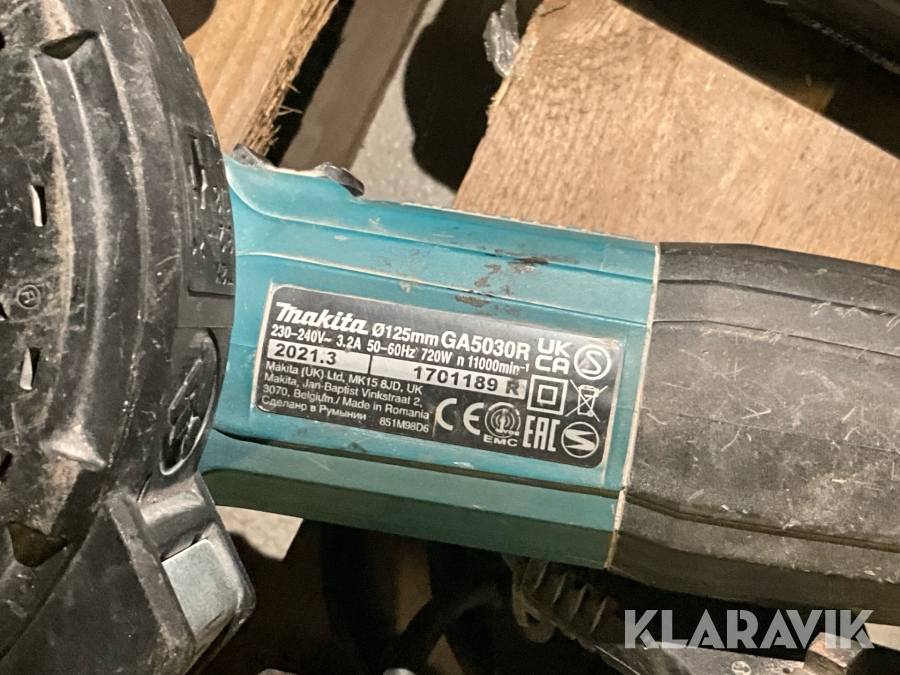 makita Ø125mm GA5030R
230-240V~ 3.2A 50-60Hz 720W n 11000min-1
2021.3 1701189 R
Makita (UK) Ltd, MK15 8JD, UK
Makita, Jan-Baptist Vinkstraat 2,
3070, Belgium / Made in Romania
Сделано в Румынии 851M98D6
UK
CA
S
CE
EMC
EAC
KLARAVIK